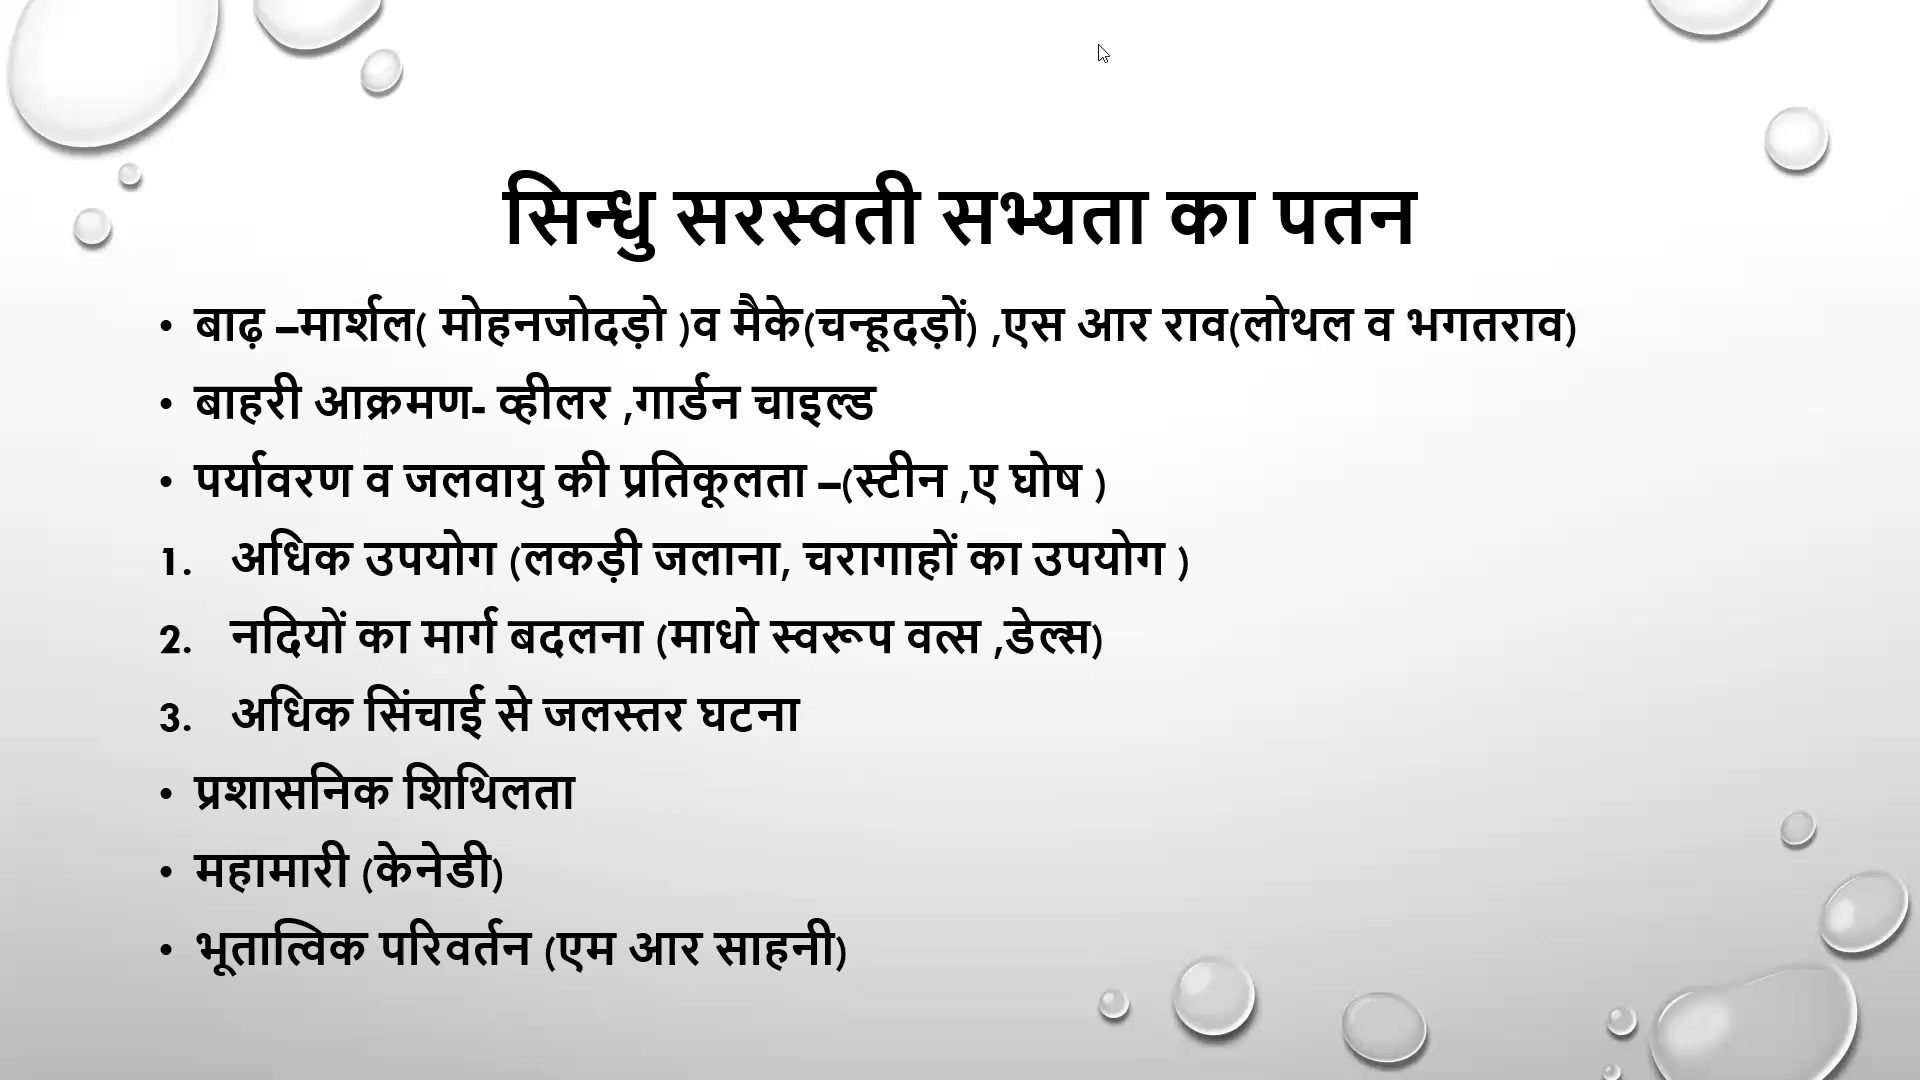 सिन्धु सरस्वती सभ्यता का पतन
• बाढ़ –मार्शल( मोहनजोदड़ो )व मैके(चन्हूदड़ों) ,एस आर राव(लोथल व भगतराव)
• बाहरी आक्रमण- व्हीलर ,गार्डन चाइल्ड
• पर्यावरण व जलवायु की प्रतिकूलता –(स्टीन ,ए घोष )
1. अधिक उपयोग (लकड़ी जलाना, चरागाहों का उपयोग )
2. नदियों का मार्ग बदलना (माधो स्वरूप वत्स ,डेल्स)
3. अधिक सिंचाई से जलस्तर घटना
• प्रशासनिक शिथिलता
• महामारी (केनेडी)
• भूतात्विक परिवर्तन (एम आर साहनी)